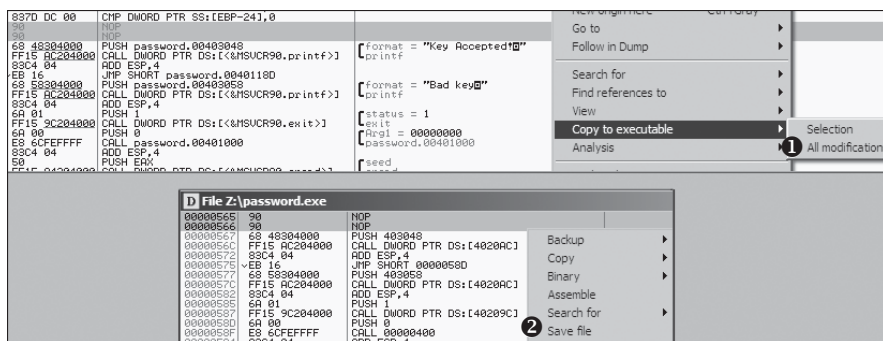 New origin here Ctrl+Gray *
837D DC 00 CMP DWORD PTR SS:[EBP-24],0
90 NOP
90 NOP
68 48304000 PUSH password.00403048 format = "Key Accepted!"
FF15 AC204000 CALL DWORD PTR DS:[<&MSVCR90.printf>] printf
83C4 04 ADD ESP,4
EB 16 JMP SHORT password.0040118D
68 58304000 PUSH password.00403058 format = "Bad key"
FF15 AC204000 CALL DWORD PTR DS:[<&MSVCR90.printf>] printf
83C4 04 ADD ESP,4
6A 01 PUSH 1 status = 1
FF15 9C204000 CALL DWORD PTR DS:[<&MSVCR90.exit>] exit
6A 00 PUSH 0 Arg1 = 00000000
E8 6CFEFFFF CALL password.00401000 password.00401000
83C4 04 ADD ESP,4
50 PUSH EAX seed
Go to
Follow in Dump
Search for
Find references to
View
Copy to executable
Analysis
Selection
1 All modification
D File Z:\password.exe
00000565 90 NOP
00000566 90 NOP
00000567 68 48304000 PUSH 403048
0000056C FF15 AC204000 CALL DWORD PTR DS:[4020AC]
00000572 83C4 04 ADD ESP,4
00000575 EB 16 JMP SHORT 0000058D
00000577 68 58304000 PUSH 403058
0000057C FF15 AC204000 CALL DWORD PTR DS:[4020AC]
00000582 83C4 04 ADD ESP,4
00000585 6A 01 PUSH 1
00000587 FF15 9C204000 CALL DWORD PTR DS:[40209C]
0000058D 6A 00 PUSH 0
0000058F E8 6CFEFFFF CALL 00000400
Backup
Copy
Binary
Assemble
Search for
2 Save file